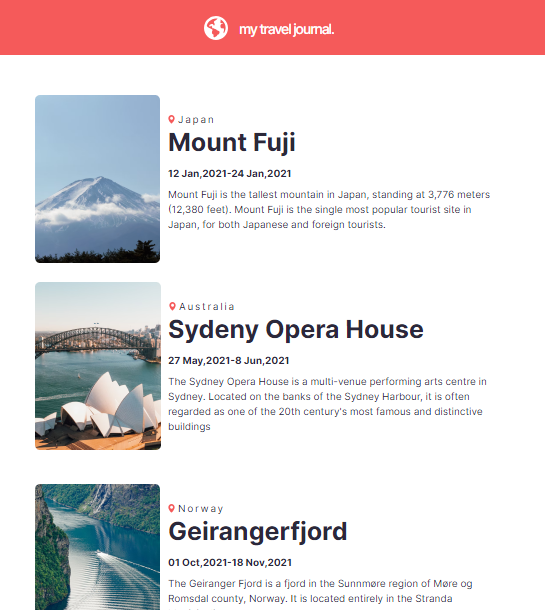 my travel journal.
Japan
Mount Fuji
12 Jan,2021-24 Jan,2021
Mount Fuji is the tallest mountain in Japan, standing at 3,776 meters
(12,380 feet). Mount Fuji is the single most popular tourist site in
Japan, for both Japanese and foreign tourists.
Australia
Sydeny Opera House
27 May,2021-8 Jun,2021
The Sydney Opera House is a multi-venue performing arts centre in
Sydney. Located on the banks of the Sydney Harbour, it is often
regarded as one of the 20th century's most famous and distinctive
buildings
Norway
Geirangerfjord
01 Oct,2021-18 Nov,2021
The Geiranger Fjord is a fjord in the Sunnmøre region of Møre og
Romsdal county, Norway. It is located entirely in the Stranda